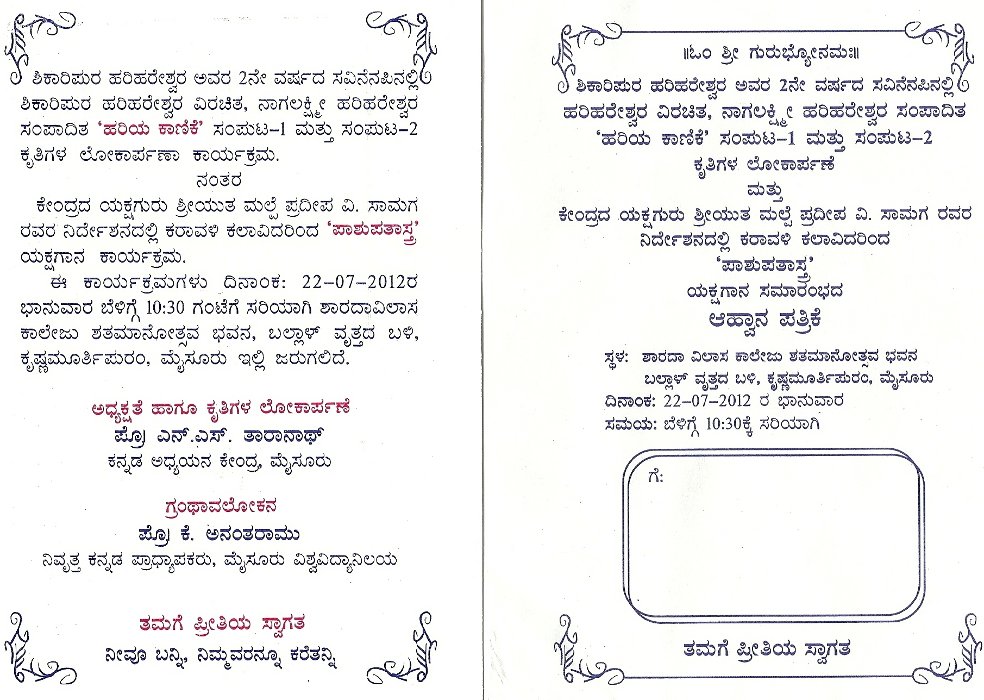 ಶಿಕಾರಿಪುರ ಹರಿಹರೇಶ್ವರ ಅವರ 2ನೇ ವರ್ಷದ ಸವಿನೆನಪಿನಲ್ಲಿ
ಶಿಕಾರಿಪುರ ಹರಿಹರೇಶ್ವರ ವಿರಚಿತ, ನಾಗಲಕ್ಷ್ಮೀ ಹರಿಹರೇಶ್ವರ
ಸಂಪಾದಿತ ‘ಹರಿಯ ಕಾಣಿಕೆ’ ಸಂಪುಟ–1 ಮತ್ತು ಸಂಪುಟ–2
ಕೃತಿಗಳ ಲೋಕಾರ್ಪಣಾ ಕಾರ್ಯಕ್ರಮ.
ನಂತರ
ಕೇಂದ್ರದ ಯಕ್ಷಗುರು ಶ್ರೀಯುತ ಮಲ್ಪೆ ಪ್ರದೀಪ ವಿ. ಸಾಮಗ
ರವರ ನಿರ್ದೇಶನದಲ್ಲಿ ಕರಾವಳಿ ಕಲಾವಿದರಿಂದ ‘ಪಾಶುಪತಾಸ್ತ್ರ’
ಯಕ್ಷಗಾನ ಕಾರ್ಯಕ್ರಮ.
ಈ ಕಾರ್ಯಕ್ರಮಗಳು ದಿನಾಂಕ: 22–07–2012ರ
ಭಾನುವಾರ ಬೆಳಿಗ್ಗೆ 10:30 ಗಂಟೆಗೆ ಸರಿಯಾಗಿ ಶಾರದಾವಿಲಾಸ
ಕಾಲೇಜು ಶತಮಾನೋತ್ಸವ ಭವನ, ಬಲ್ಲಾಳ್ ವೃತ್ತದ ಬಳಿ,
ಕೃಷ್ಣಮೂರ್ತಿಪುರಂ, ಮೈಸೂರು ಇಲ್ಲಿ ಜರುಗಲಿದೆ.
ಅಧ್ಯಕ್ಷತೆ ಹಾಗೂ ಕೃತಿಗಳ ಲೋಕಾರ್ಪಣೆ
ಪ್ರೊ ಎನ್.ಎಸ್. ತಾರಾನಾಥ್
ಕನ್ನಡ ಅಧ್ಯಯನ ಕೇಂದ್ರ, ಮೈಸೂರು
ಗ್ರಂಥಾವಲೋಕನ
ಪ್ರೊ ಕೆ. ಅನಂತರಾಮು
ನಿವೃತ್ತ ಕನ್ನಡ ಪ್ರಾಧ್ಯಾಪಕರು, ಮೈಸೂರು ವಿಶ್ವವಿದ್ಯಾನಿಲಯ
ತಮಗೆ ಪ್ರೀತಿಯ ಸ್ವಾಗತ
ನೀವೂ ಬನ್ನಿ, ನಿಮ್ಮವರನ್ನೂ ಕರೆತನ್ನಿ
॥ಓಂ ಶ್ರೀ ಗುರುಭ್ಯೋನಮಃ॥
ಶಿಕಾರಿಪುರ ಹರಿಹರೇಶ್ವರ ಅವರ 2ನೇ ವರ್ಷದ ಸವಿನೆನಪಿನಲ್ಲಿ
ಹರಿಹರೇಶ್ವರ ವಿರಚಿತ, ನಾಗಲಕ್ಷ್ಮೀ ಹರಿಹರೇಶ್ವರ ಸಂಪಾದಿತ
‘ಹರಿಯ ಕಾಣಿಕೆ’ ಸಂಪುಟ–1 ಮತ್ತು ಸಂಪುಟ–2
ಕೃತಿಗಳ ಲೋಕಾರ್ಪಣೆ
ಮತ್ತು
ಕೇಂದ್ರದ ಯಕ್ಷಗುರು ಶ್ರೀಯುತ ಮಲ್ಪೆ ಪ್ರದೀಪ ವಿ. ಸಾಮಗ ರವರ
ನಿರ್ದೇಶನದಲ್ಲಿ ಕರಾವಳಿ ಕಲಾವಿದರಿಂದ
‘ಪಾಶುಪತಾಸ್ತ್ರ’
ಯಕ್ಷಗಾನ ಸಮಾರಂಭದ
ಆಹ್ವಾನ ಪತ್ರಿಕೆ
ಸ್ಥಳ: ಶಾರದಾ ವಿಲಾಸ ಕಾಲೇಜು ಶತಮಾನೋತ್ಸವ ಭವನ
ಬಲ್ಲಾಳ್ ವೃತ್ತದ ಬಳಿ, ಕೃಷ್ಣಮೂರ್ತಿಪುರಂ, ಮೈಸೂರು
ದಿನಾಂಕ: 22–07–2012 ರ ಭಾನುವಾರ
ಸಮಯ: ಬೆಳಿಗ್ಗೆ 10:30ಕ್ಕೆ ಸರಿಯಾಗಿ
ಗೆ:
ತಮಗೆ ಪ್ರೀತಿಯ ಸ್ವಾಗತ